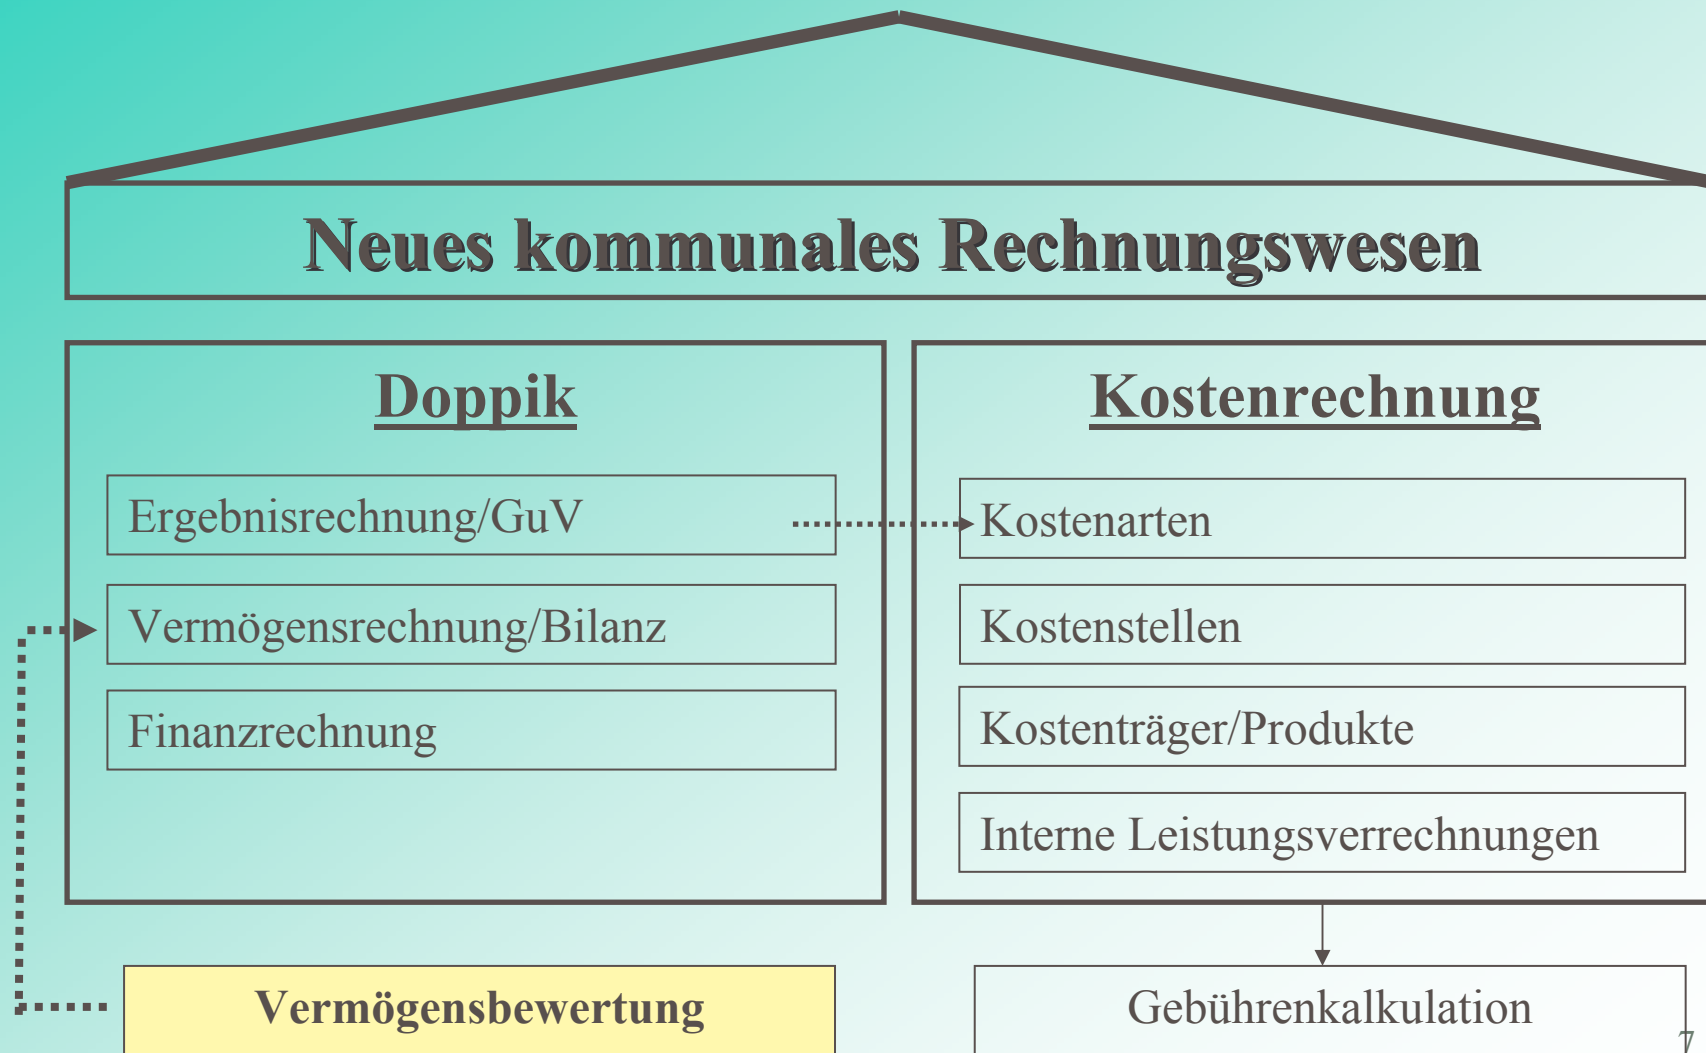 Neues kommunales Rechnungswesen
Doppik
Ergebnisrechnung/GuV
Vermögensrechnung/Bilanz
Finanzrechnung
Kostenrechnung
Kostenarten
Kostenstellen
Kostenträger/Produkte
Interne Leistungsverrechnungen
Vermögensbewertung
Gebührenkalkulation
7